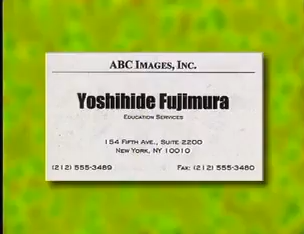 ABC IMAGES, INC.
Yoshihide Fujimura
EDUCATION SERVICES
154 FIFTH AVE., SUITE 2200
NEW YORK, NY 10010
(212) 555-3489 FAX: (212) 555-3480